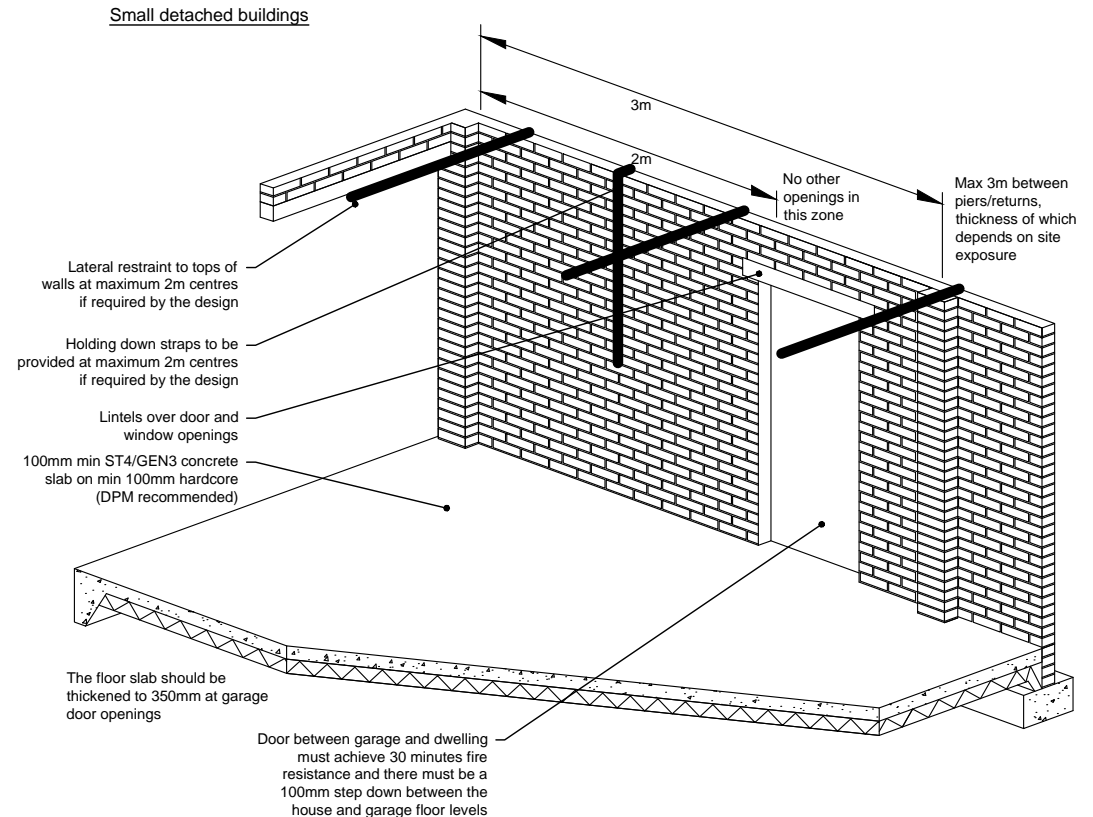 Small detached buildings
3m
2m
No other
openings in
this zone
Max 3m between
piers/returns,
thickness of which
depends on site
exposure
Lateral restraint to tops of
walls at maximum 2m centres
if required by the design
Holding down straps to be
provided at maximum 2m centres
if required by the design
Lintels over door and
window openings
100mm min ST4/GEN3 concrete
slab on min 100mm hardcore
(DPM recommended)
The floor slab should be
thickened to 350mm at garage
door openings
Door between garage and dwelling
must achieve 30 minutes fire
resistance and there must be a
100mm step down between the
house and garage floor levels